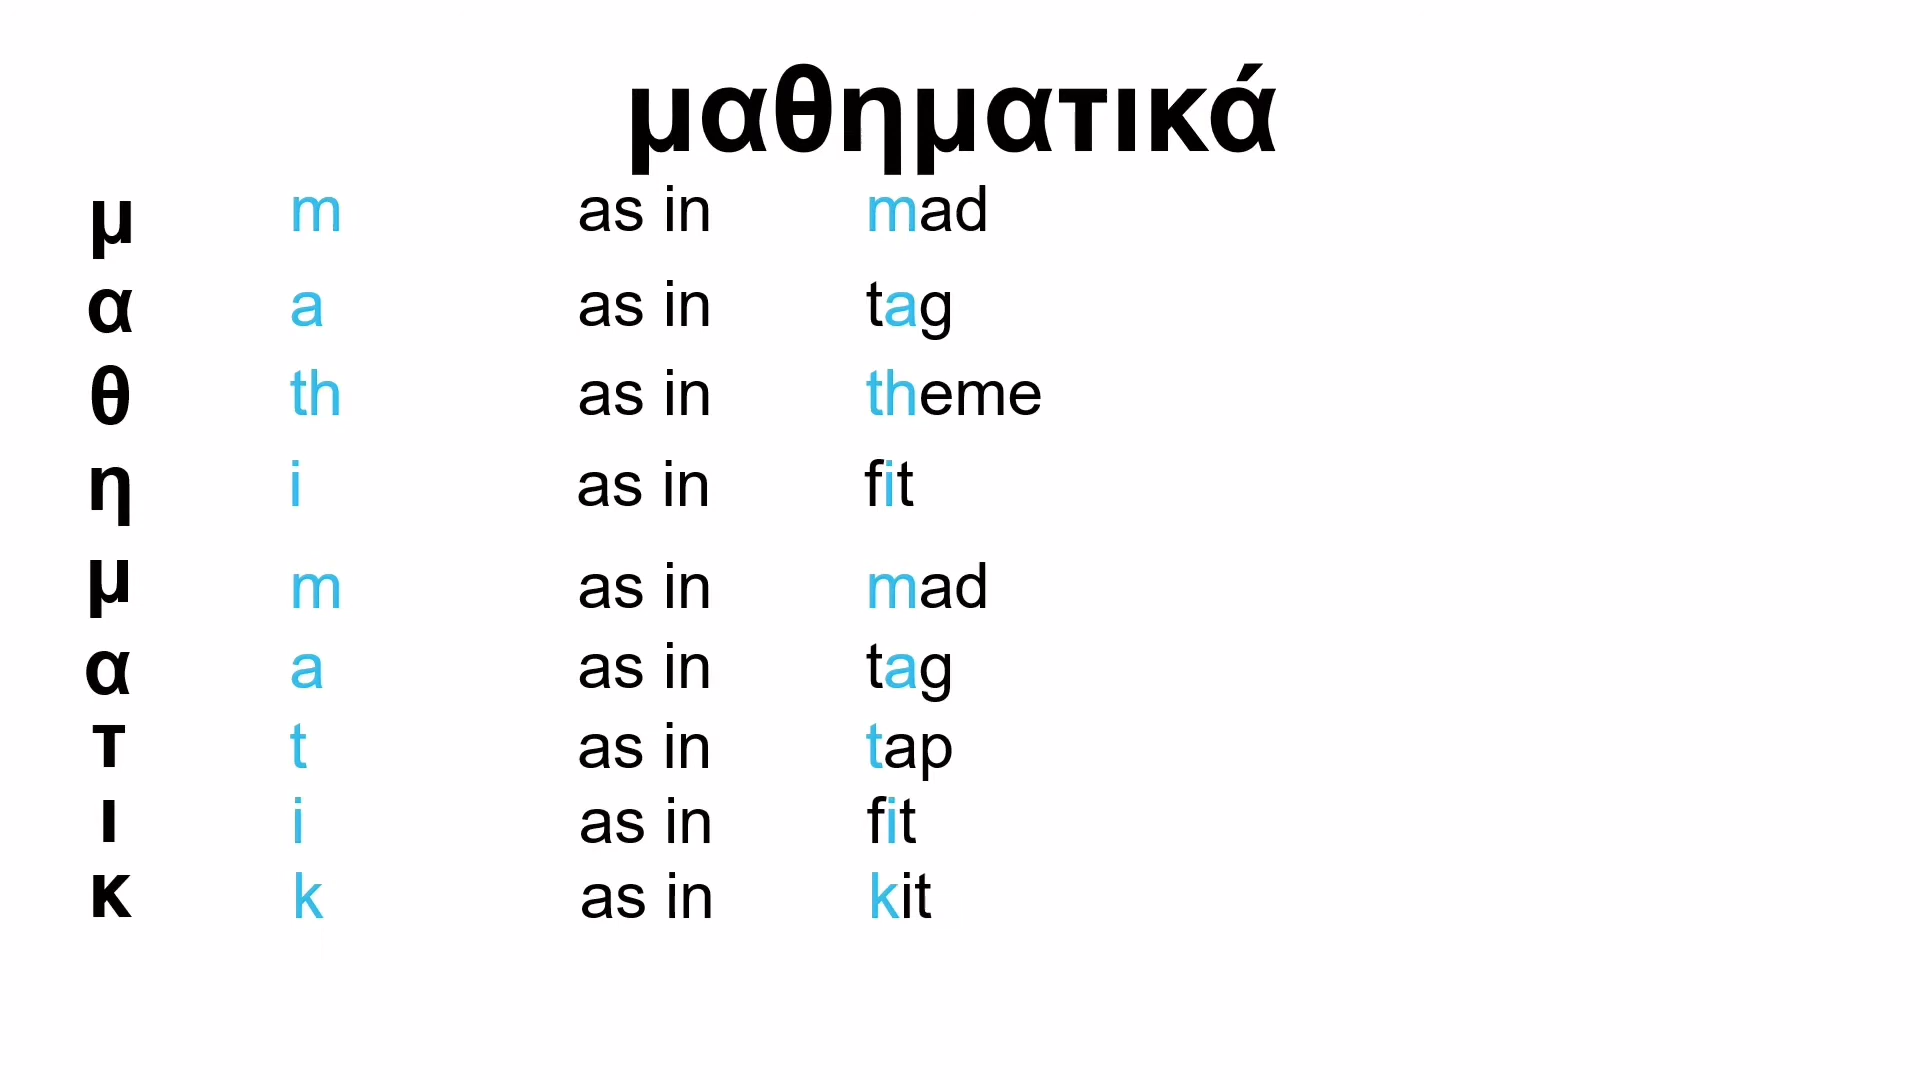 μαθηματικά
μ m as in mad
α a as in tag
θ th as in theme
η i as in fit
μ m as in mad
α a as in tag
τ t as in tap
ι i as in fit
κ k as in kit